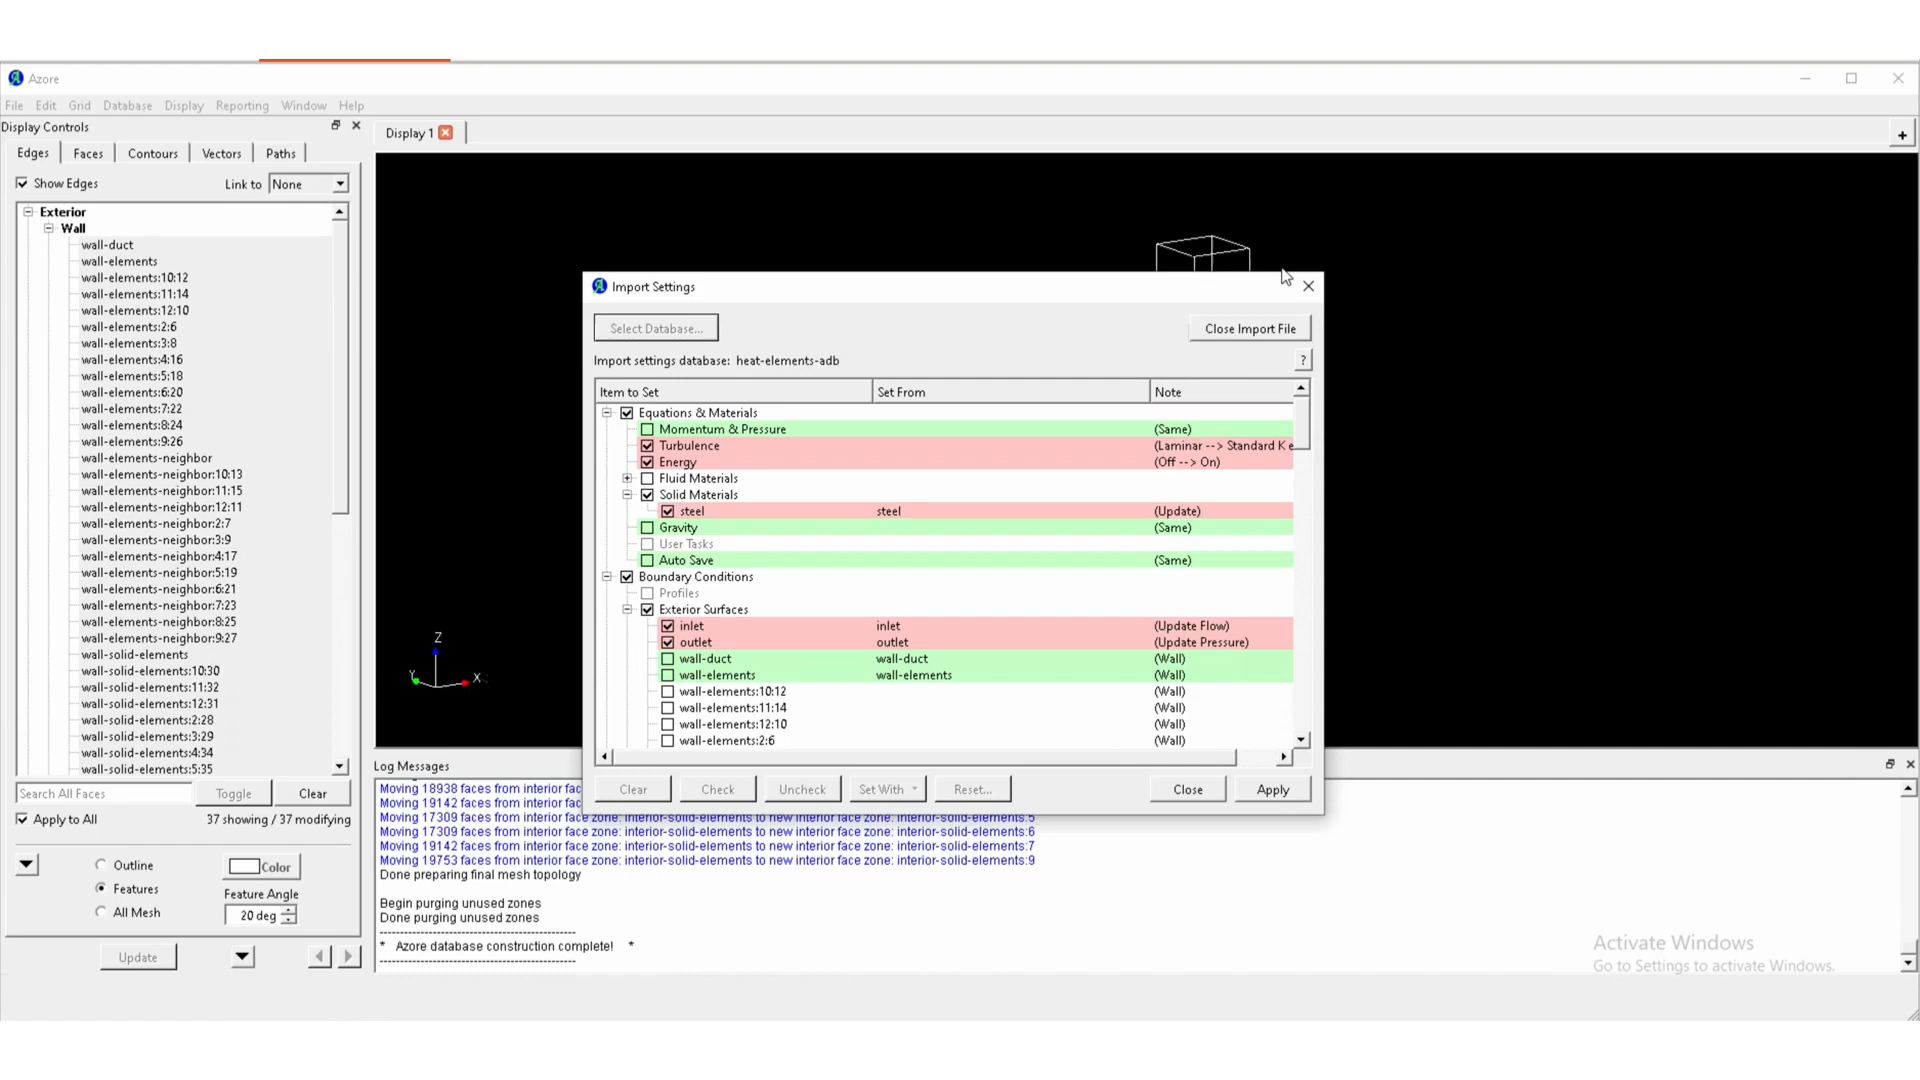 Azore
File Edit Grid Database Display Reporting Window Help
Display Controls
Edges Faces Contours Vectors Paths
Show Edges Link to None
Exterior
Wall
wall-duct
wall-elements
wall-elements:10:12
wall-elements:11:14
wall-elements:12:10
wall-elements:2:6
wall-elements:3:8
wall-elements:4:16
wall-elements:5:18
wall-elements:6:20
wall-elements:7:22
wall-elements:8:24
wall-elements:9:26
wall-elements-neighbor
wall-elements-neighbor:10:13
wall-elements-neighbor:11:15
wall-elements-neighbor:12:11
wall-elements-neighbor:2:7
wall-elements-neighbor:3:9
wall-elements-neighbor:4:17
wall-elements-neighbor:5:19
wall-elements-neighbor:6:21
wall-elements-neighbor:7:23
wall-elements-neighbor:8:25
wall-elements-neighbor:9:27
wall-solid-elements
wall-solid-elements:10:30
wall-solid-elements:11:32
wall-solid-elements:12:31
wall-solid-elements:2:28
wall-solid-elements:3:29
wall-solid-elements:4:34
wall-solid-elements:5:35
Search All Faces Toggle Clear
Apply to All 37 showing / 37 modifying
Outline Color
Features Feature Angle
All Mesh 20 deg
Update
Display 1
+
Z
Y X
Import Settings
Select Database... Close Import File
Import settings database: heat-elements-adb ?
Item to Set Set From Note
Equations & Materials
Momentum & Pressure (Same)
Turbulence (Laminar --> Standard K e
Energy (Off --> On)
Fluid Materials
Solid Materials
steel steel (Update)
Gravity (Same)
User Tasks
Auto Save (Same)
Boundary Conditions
Profiles
Exterior Surfaces
inlet inlet (Update Flow)
outlet outlet (Update Pressure)
wall-duct wall-duct (Wall)
wall-elements wall-elements (Wall)
wall-elements:10:12 (Wall)
wall-elements:11:14 (Wall)
wall-elements:12:10 (Wall)
wall-elements:2:6 (Wall)
Clear Check Uncheck Set With Reset... Close Apply
Log Messages
Moving 18938 faces from interior fac
Moving 19142 faces from interior fac
Moving 17309 faces from interior face zone: interior-solid-elements to new interior face zone: interior-solid-elements:5
Moving 17309 faces from interior face zone: interior-solid-elements to new interior face zone: interior-solid-elements:6
Moving 19142 faces from interior face zone: interior-solid-elements to new interior face zone: interior-solid-elements:7
Moving 19753 faces from interior face zone: interior-solid-elements to new interior face zone: interior-solid-elements:9
Done preparing final mesh topology
Begin purging unused zones
Done purging unused zones
------------------------------------------------
* Azore database construction complete! *
------------------------------------------------
Activate Windows
Go to Settings to activate Windows.